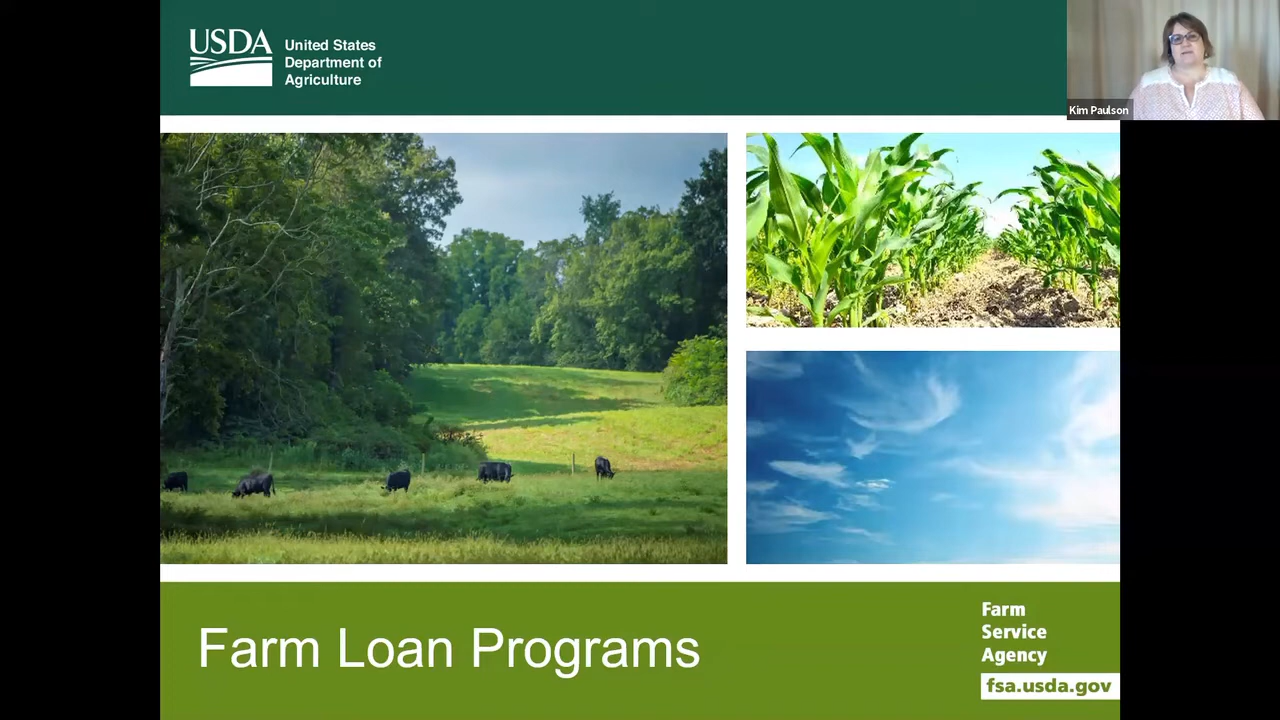 USDA
United States
Department of
Agriculture
Kim Paulson
Farm Loan Programs
Farm
Service
Agency
fsa.usda.gov